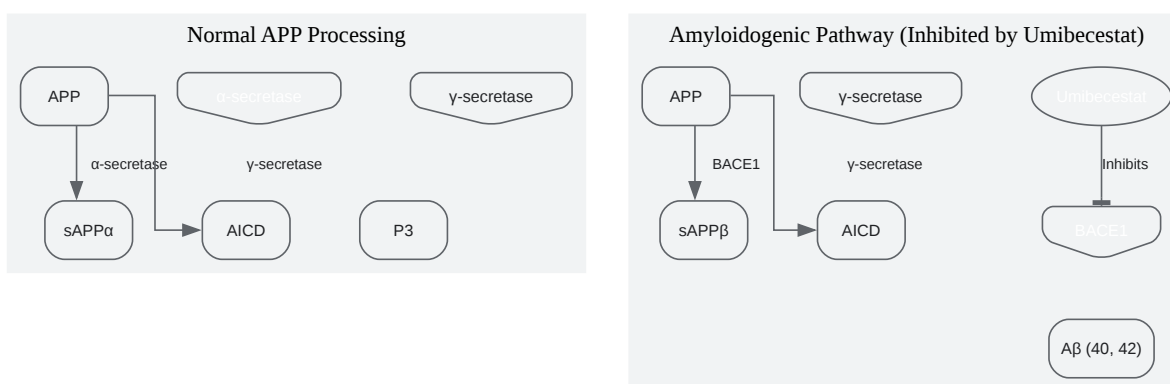 Normal APP Processing
APP
α-secretase
γ-secretase
α-secretase
γ-secretase
sAPPα
AICD
P3
Amyloidogenic Pathway (Inhibited by Umibecestat)
APP
γ-secretase
Umibecestat
BACE1
γ-secretase
Inhibits
sAPPβ
AICD
BACE1
Aβ (40, 42)